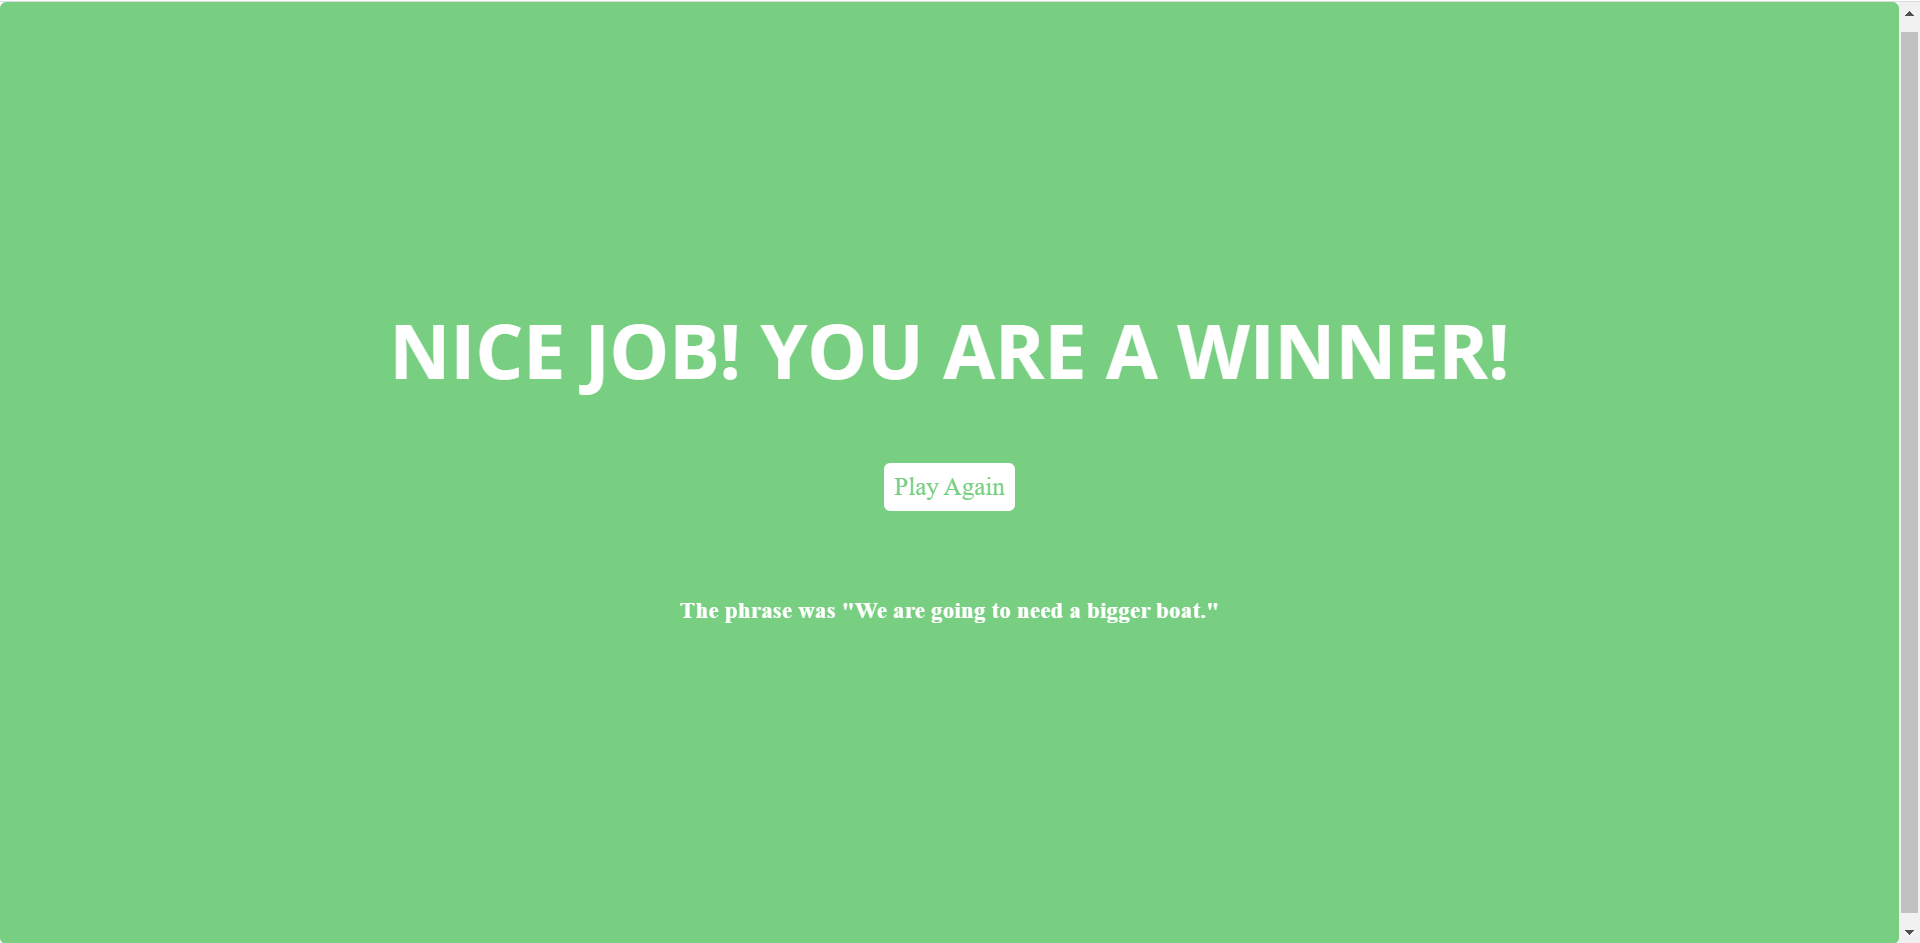 NICE JOB! YOU ARE A WINNER!
Play Again
The phrase was "We are going to need a bigger boat."